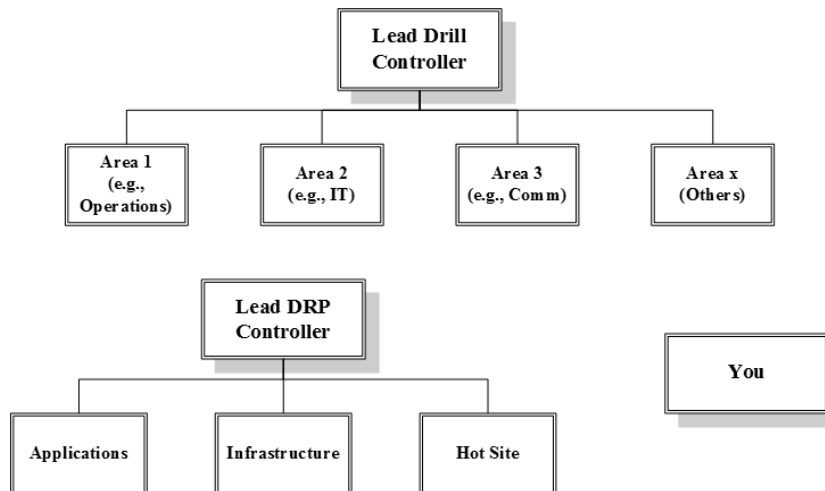 Lead Drill
Controller
Area 1
(e.g.,
Operations)
Area 2
(e.g., IT)
Area 3
(e.g., Comm)
Area x
(Others)
Lead DRP
Controller
You
Applications
Infrastructure
Hot Site